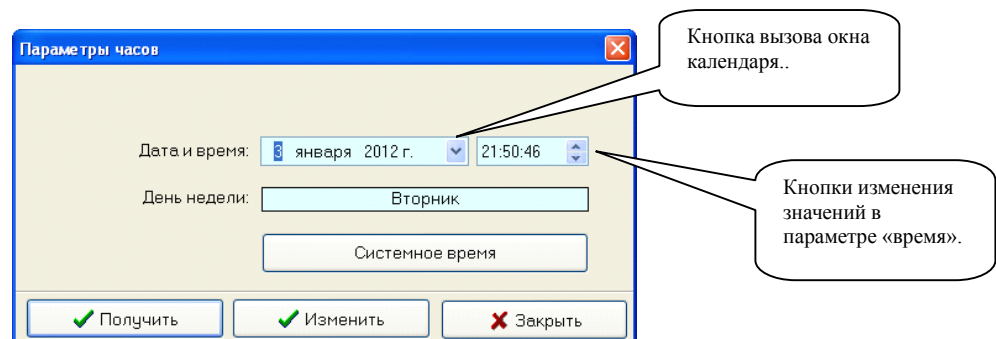 Параметры часов
Кнопка вызова окна
календаря..
Дата и время: 3 января 2012 г. 21:50:46
День недели: Вторник
Кнопки изменения
значений в
параметре «время».
Системное время
Получить Изменить Закрыть